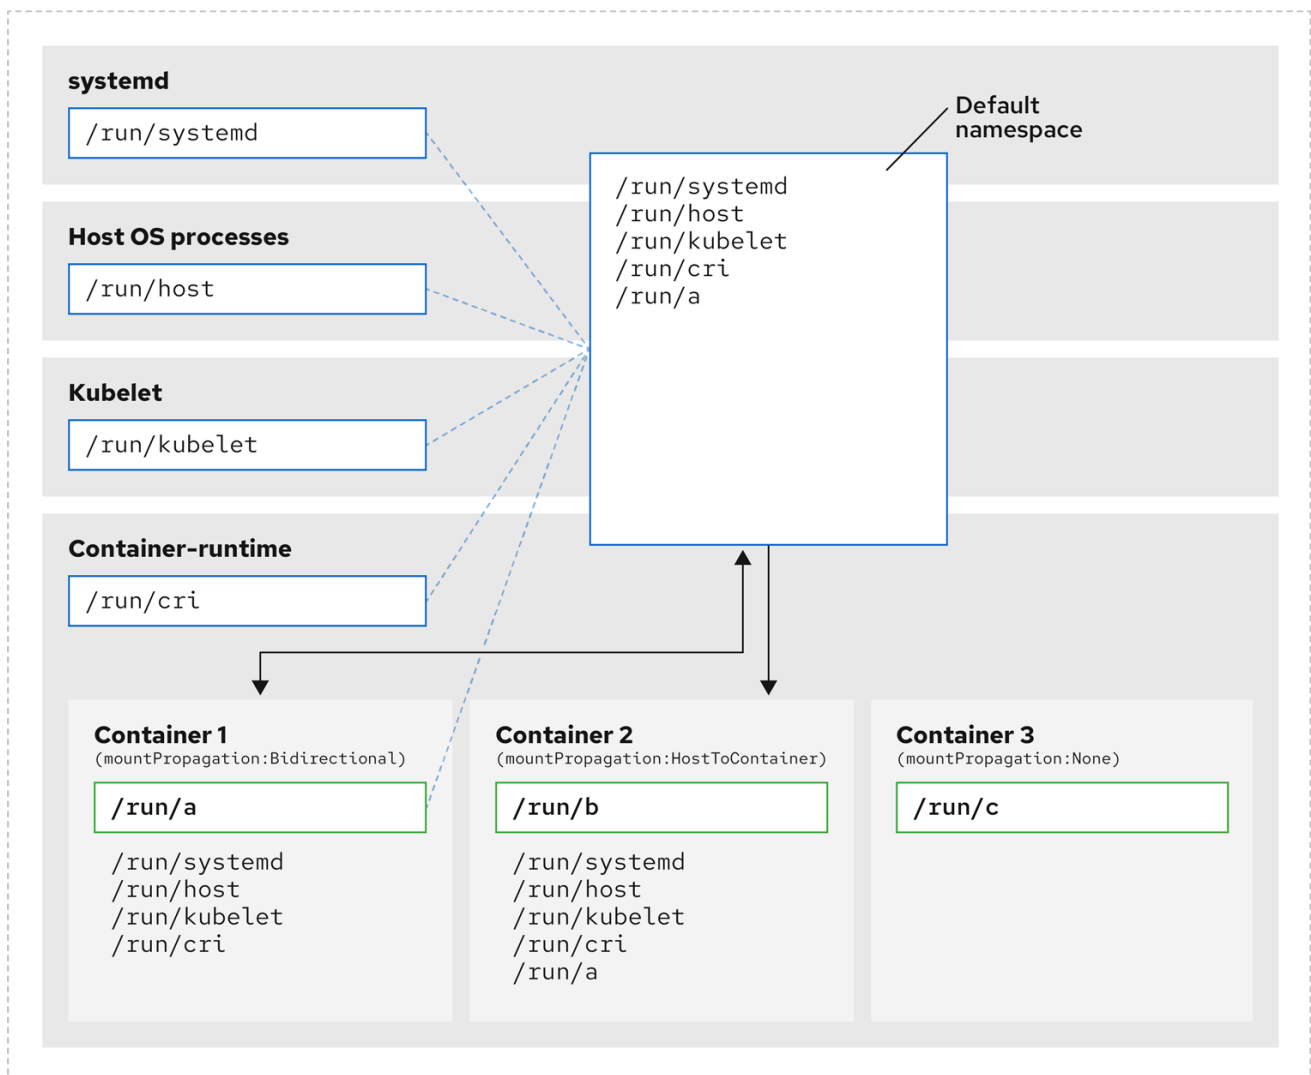 systemd
/run/systemd
Default
namespace
/run/systemd
/run/host
/run/kubelet
/run/cri
/run/a
Host OS processes
/run/host
Kubelet
/run/kubelet
Container-runtime
/run/cri
Container 1
(mountPropagation:Bidirectional)
/run/a
/run/systemd
/run/host
/run/kubelet
/run/cri
Container 2
(mountPropagation:HostToContainer)
/run/b
/run/systemd
/run/host
/run/kubelet
/run/cri
/run/a
Container 3
(mountPropagation:None)
/run/c